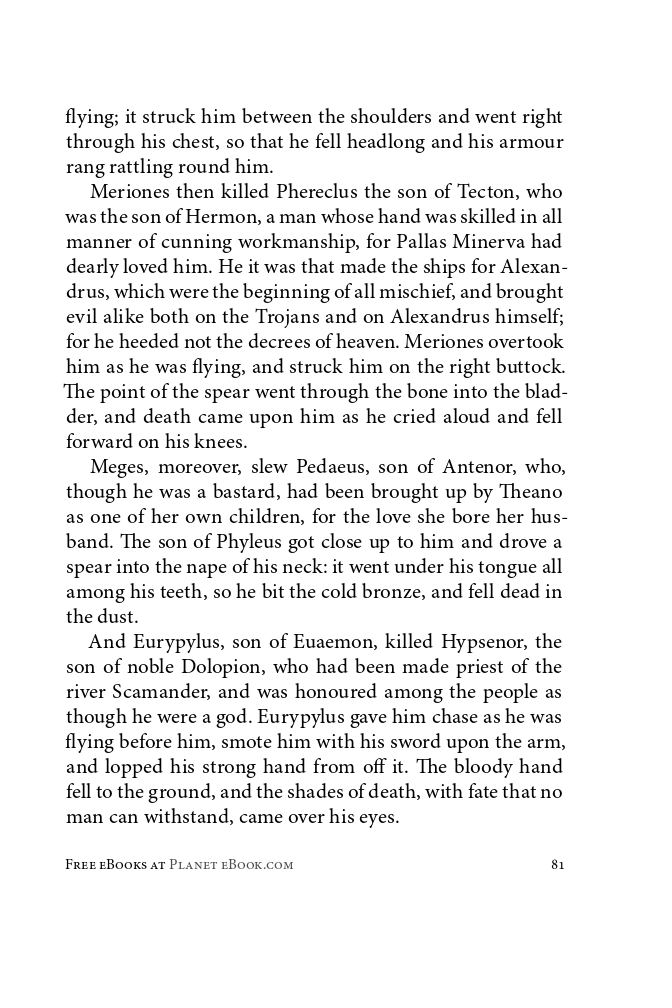 flying; it struck him between the shoulders and went right
through his chest, so that he fell headlong and his armour
rang rattling round him.
Meriones then killed Phereclus the son of Tecton, who
was the son of Hermon, a man whose hand was skilled in all
manner of cunning workmanship, for Pallas Minerva had
dearly loved him. He it was that made the ships for Alexan-
drus, which were the beginning of all mischief, and brought
evil alike both on the Trojans and on Alexandrus himself;
for he heeded not the decrees of heaven. Meriones overtook
him as he was flying, and struck him on the right buttock.
The point of the spear went through the bone into the blad-
der, and death came upon him as he cried aloud and fell
forward on his knees.
Meges, moreover, slew Pedaeus, son of Antenor, who,
though he was a bastard, had been brought up by Theano
as one of her own children, for the love she bore her hus-
band. The son of Phyleus got close up to him and drove a
spear into the nape of his neck: it went under his tongue all
among his teeth, so he bit the cold bronze, and fell dead in
the dust.
And Eurypylus, son of Euaemon, killed Hypsenor, the
son of noble Dolopion, who had been made priest of the
river Scamander, and was honoured among the people as
though he were a god. Eurypylus gave him chase as he was
flying before him, smote him with his sword upon the arm,
and lopped his strong hand from off it. The bloody hand
fell to the ground, and the shades of death, with fate that no
man can withstand, came over his eyes.
Free eBooks at Planet eBook.com 81